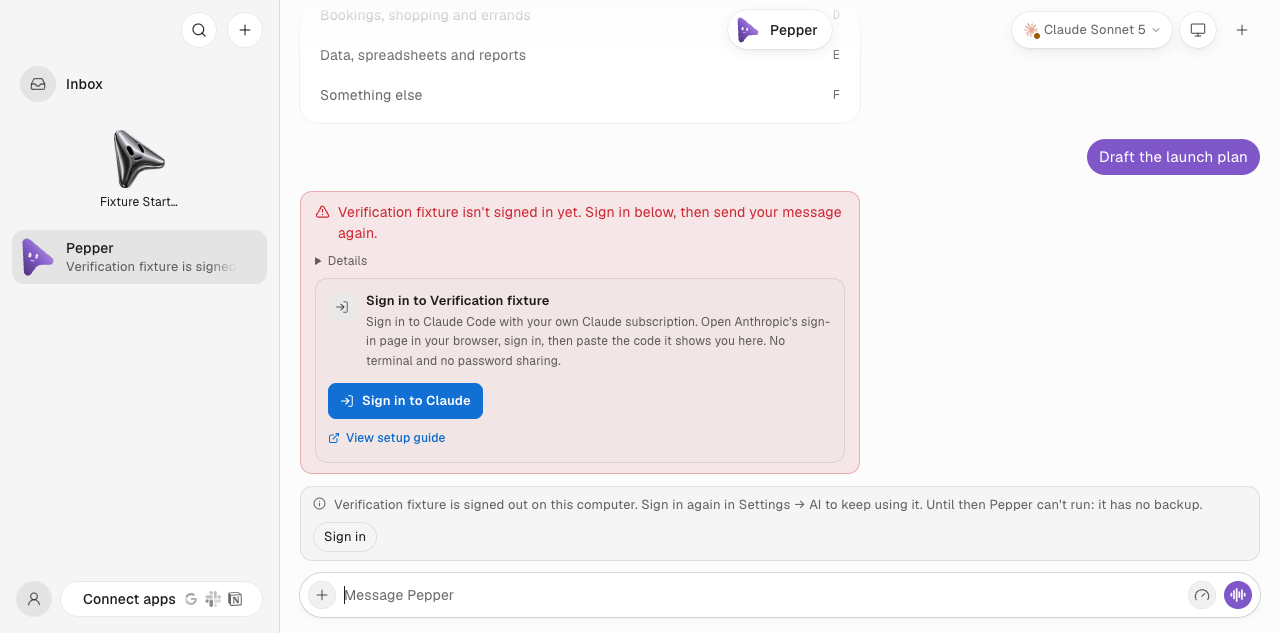 Inbox
Fixture Start...
Pepper
Verification fixture is signed
Connect apps
Bookings, shopping and errands D
Data, spreadsheets and reports E
Something else F
Pepper
Claude Sonnet 5
Draft the launch plan
Verification fixture isn't signed in yet. Sign in below, then send your message
again.
Details
Sign in to Verification fixture
Sign in to Claude Code with your own Claude subscription. Open Anthropic's sign-
in page in your browser, sign in, then paste the code it shows you here. No
terminal and no password sharing.
Sign in to Claude
View setup guide
Verification fixture is signed out on this computer. Sign in again in Settings → AI to keep using it. Until then Pepper can't run: it has no backup.
Sign in
Message Pepper